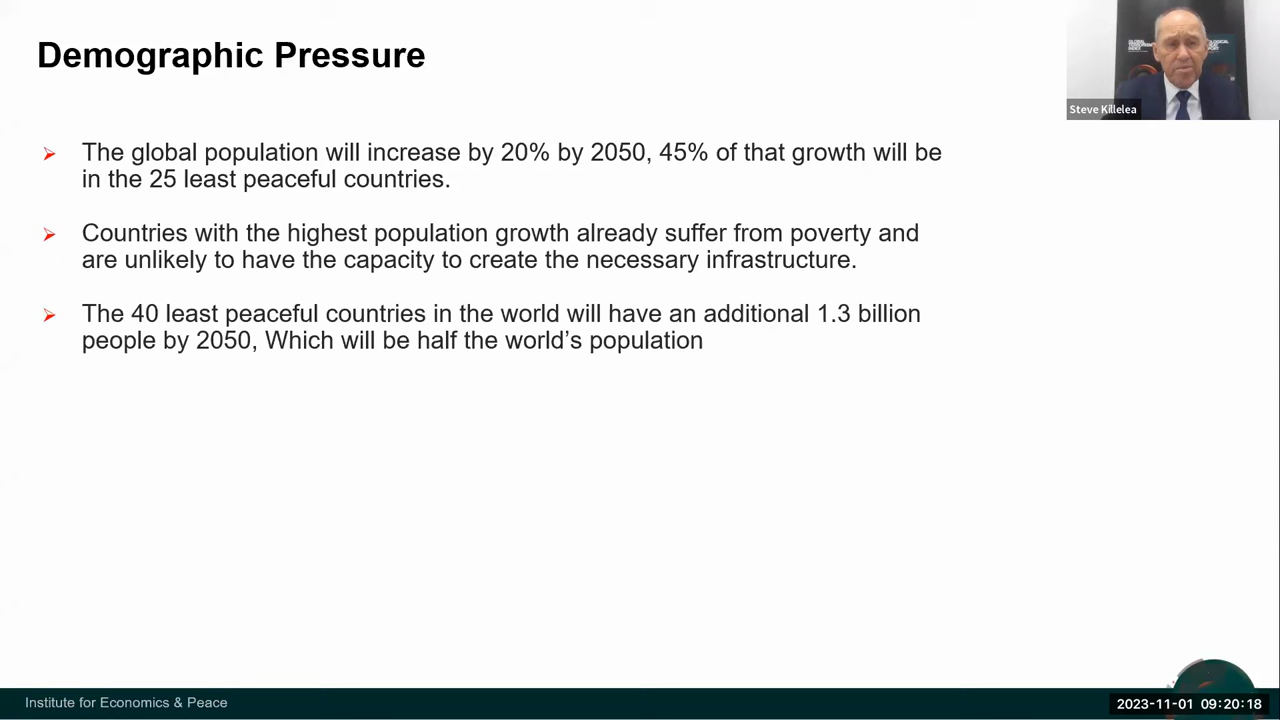 Demographic Pressure
Steve Killelea
The global population will increase by 20% by 2050, 45% of that growth will be
in the 25 least peaceful countries.
Countries with the highest population growth already suffer from poverty and
are unlikely to have the capacity to create the necessary infrastructure.
The 40 least peaceful countries in the world will have an additional 1.3 billion
people by 2050, Which will be half the world’s population
Institute for Economics & Peace
2023-11-01 09:20:18